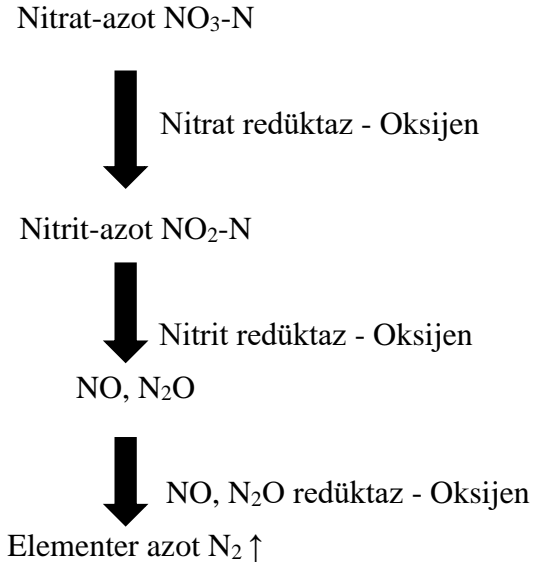 Nitrat-azot NO₃-N
Nitrat redüktaz - Oksijen
Nitrit-azot NO₂-N
Nitrit redüktaz - Oksijen
NO, N₂O
NO, N₂O redüktaz - Oksijen
Elementer azot N₂ ↑